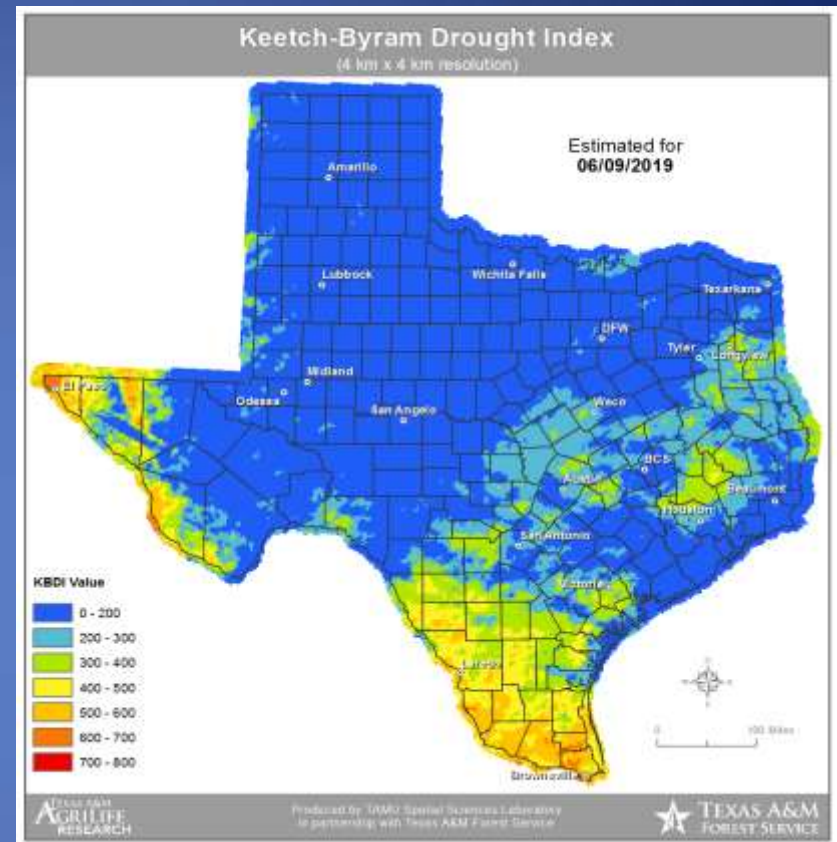 Keetch-Byram Drought Index
(4 km x 4 km resolution)
Estimated for
06/09/2019
Amarillo
Lubbock
Wichita Falls
Texarkana
DFW
Tyler
Longview
Midland
El Paso
Odessa
San Angelo
Waco
BCS
Austin
Beaumont
Houston
San Antonio
Victoria
Laredo
Brownsville
KBDI Value
0 - 200
200 - 300
300 - 400
400 - 500
500 - 600
600 - 700
700 - 800
0 100 Miles
TEXAS A&M
AGRILIFE
RESEARCH
Produced by TAMU Spatial Sciences Laboratory
in partnership with Texas A&M Forest Service
TEXAS A&M
FOREST SERVICE